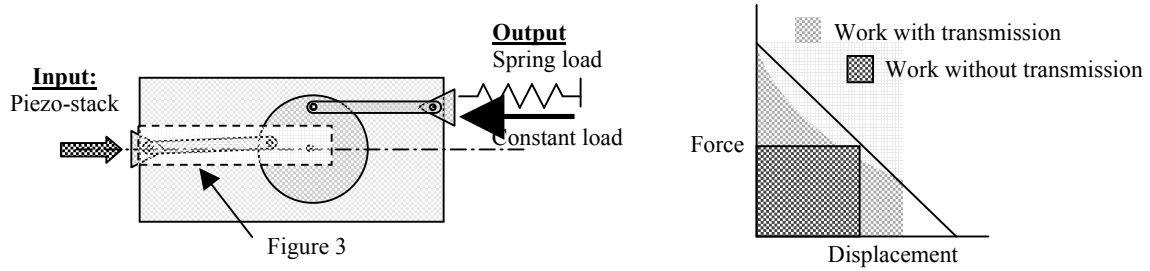 Input:
Piezo-stack
Output
Spring load
Constant load
Figure 3
Work with transmission
Work without transmission
Force
Displacement